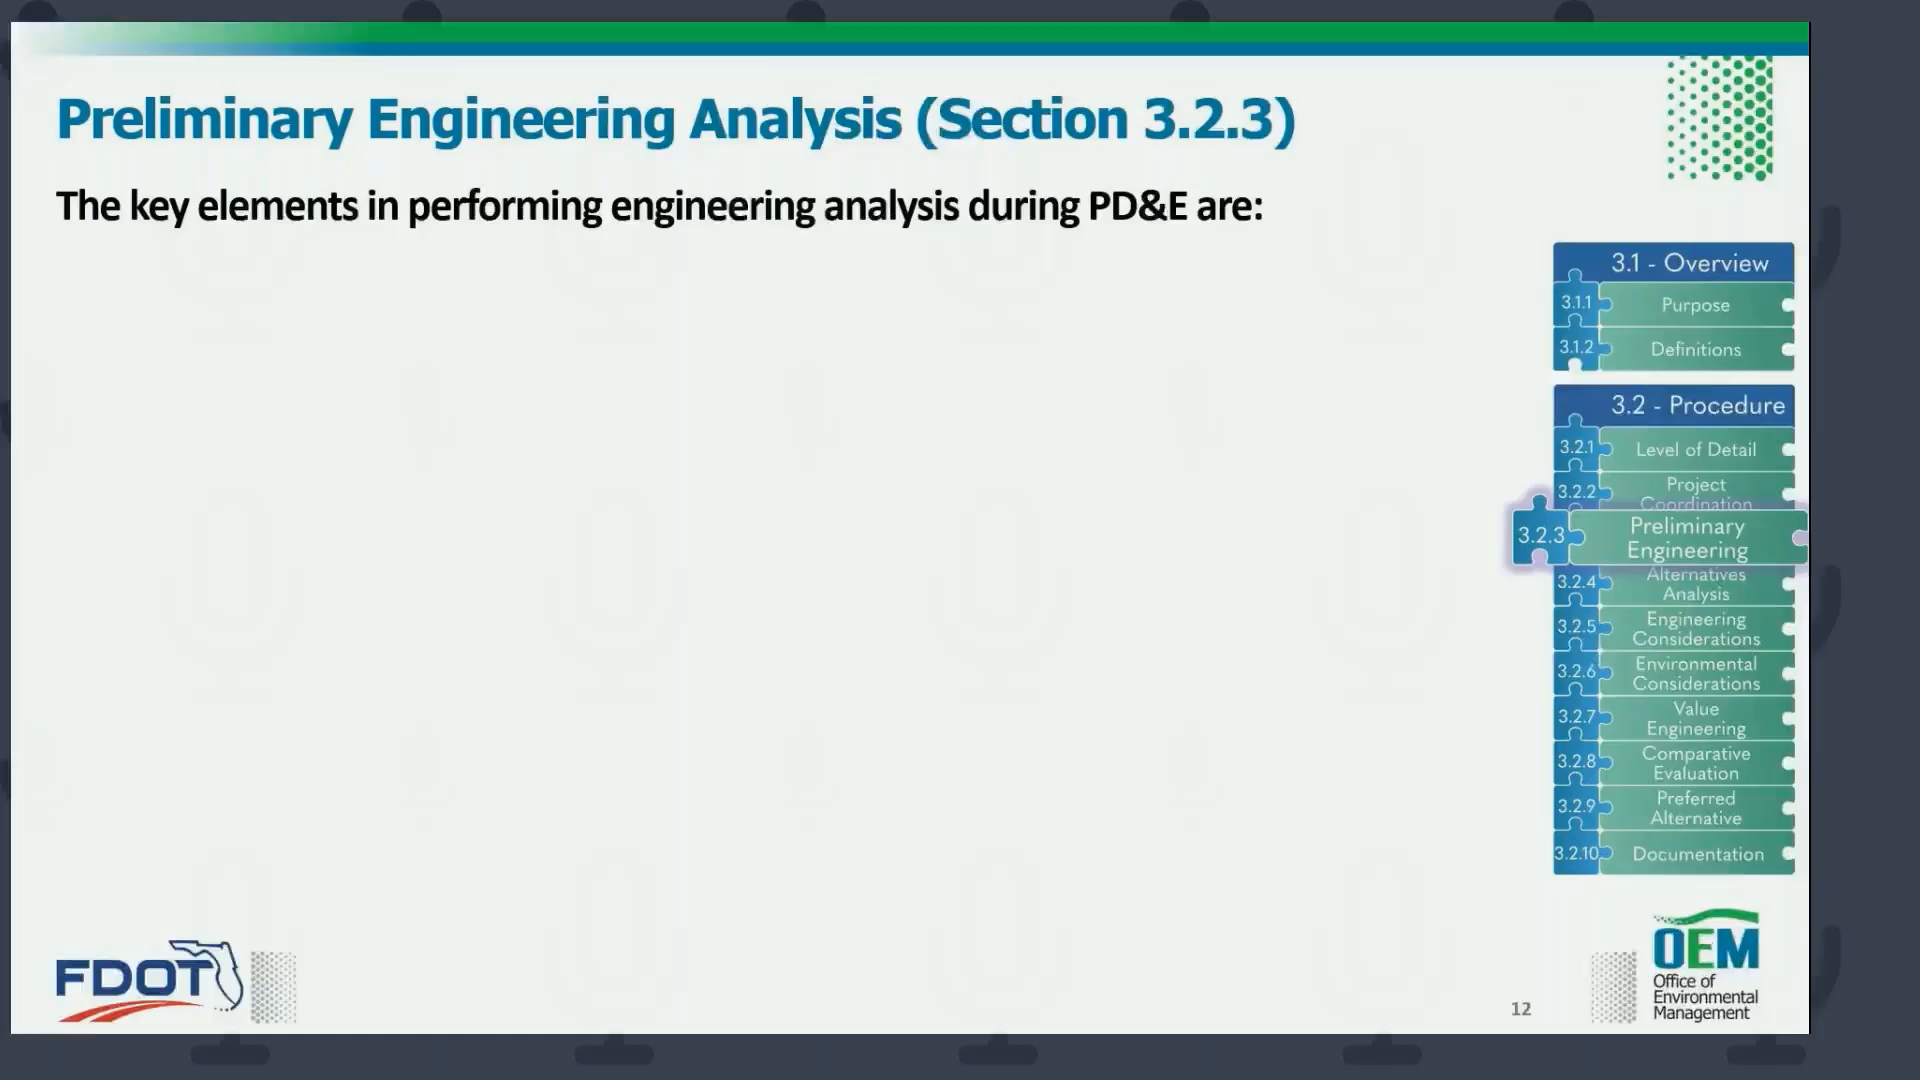 Preliminary Engineering Analysis (Section 3.2.3)
The key elements in performing engineering analysis during PD&E are:
3.1 - Overview
3.1.1 Purpose
3.1.2 Definitions
3.2 - Procedure
3.2.1 Level of Detail
3.2.2 Project
Coordination
3.2.3 Preliminary
Engineering
3.2.4 Alternatives
Analysis
3.2.5 Engineering
Considerations
3.2.6 Environmental
Considerations
3.2.7 Value
Engineering
3.2.8 Comparative
Evaluation
3.2.9 Preferred
Alternative
3.2.10 Documentation
FDOT
12
OEM
Office of
Environmental
Management